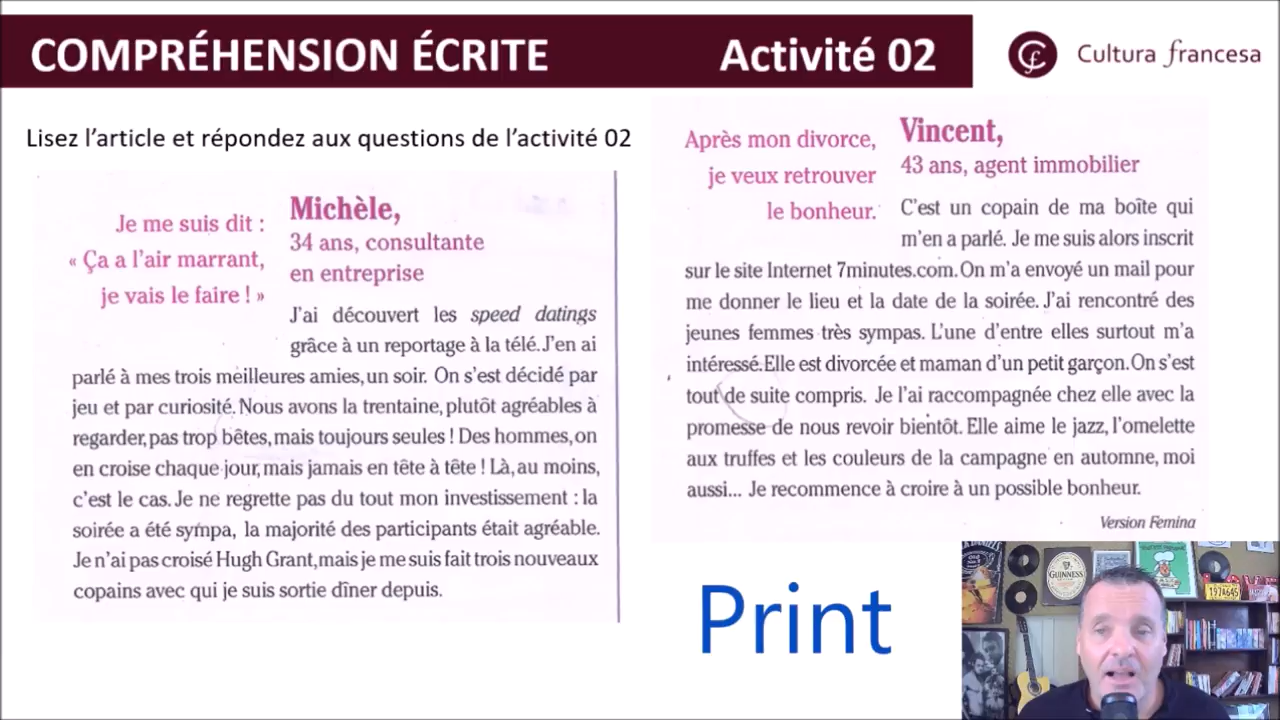 COMPRÉHENSION ÉCRITE
Activité 02
Cultura francesa
Lisez l'article et répondez aux questions de l'activité 02
Je me suis dit :
« Ça a l'air marrant,
je vais le faire ! »
Michèle,
34 ans, consultante
en entreprise
J'ai découvert les speed datings
grâce à un reportage à la télé.J'en ai
parlé à mes trois meilleures amies,un soir. On s'est décidé par
jeu et par curiosité.Nous avons la trentaine,plutôt agréables à
regarder,pas trop bêtes,mais toujours seules ! Des hommes,on
en croise chaque jour,mais jamais en tête à tête ! Là,au moins,
c'est le cas.Je ne regrette pas du tout mon investissement : la
soirée a été sympa, la majorité des participants était agréable.
Je n'ai pas croisé Hugh Grant,mais je me suis fait trois nouveaux
copains avec qui je suis sortie dîner depuis.
Après mon divorce,
je veux retrouver
le bonheur.
Vincent,
43 ans, agent immobilier
C'est un copain de ma boîte qui
m'en a parlé. Je me suis alors inscrit
sur le site Internet 7minutes.com.On m'a envoyé un mail pour
me donner le lieu et la date de la soirée.J'ai rencontré des
jeunes femmes très sympas. L'une d'entre elles surtout m'a
intéressé.Elle est divorcée et maman d'un petit garçon.On s'est
tout de suite compris. Je l'ai raccompagnée chez elle avec la
promesse de nous revoir bientôt. Elle aime le jazz,l'omelette
aux truffes et les couleurs de la campagne en automne, moi
aussi... Je recommence à croire à un possible bonheur.
Version Femina
Print
GUINNESS
197A645